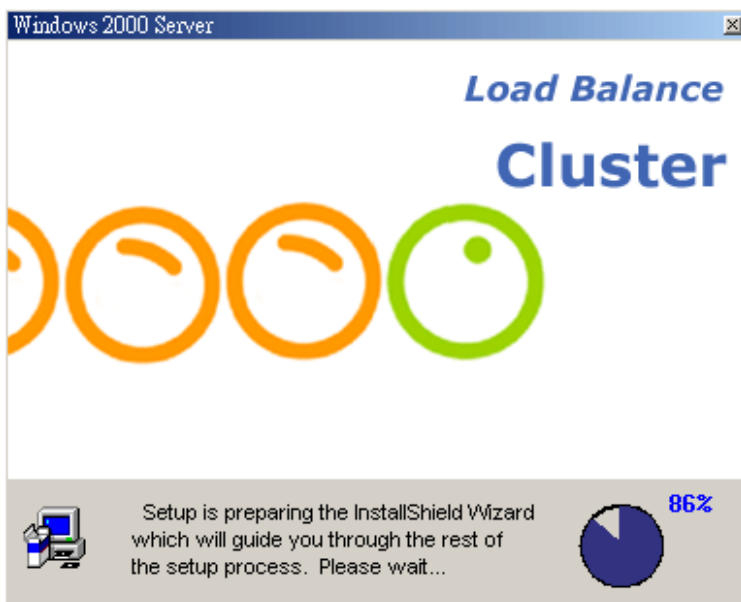 Windows 2000 Server
Load Balance
Cluster
Setup is preparing the InstallShield Wizard
which will guide you through the rest of
the setup process.  Please wait...
86%